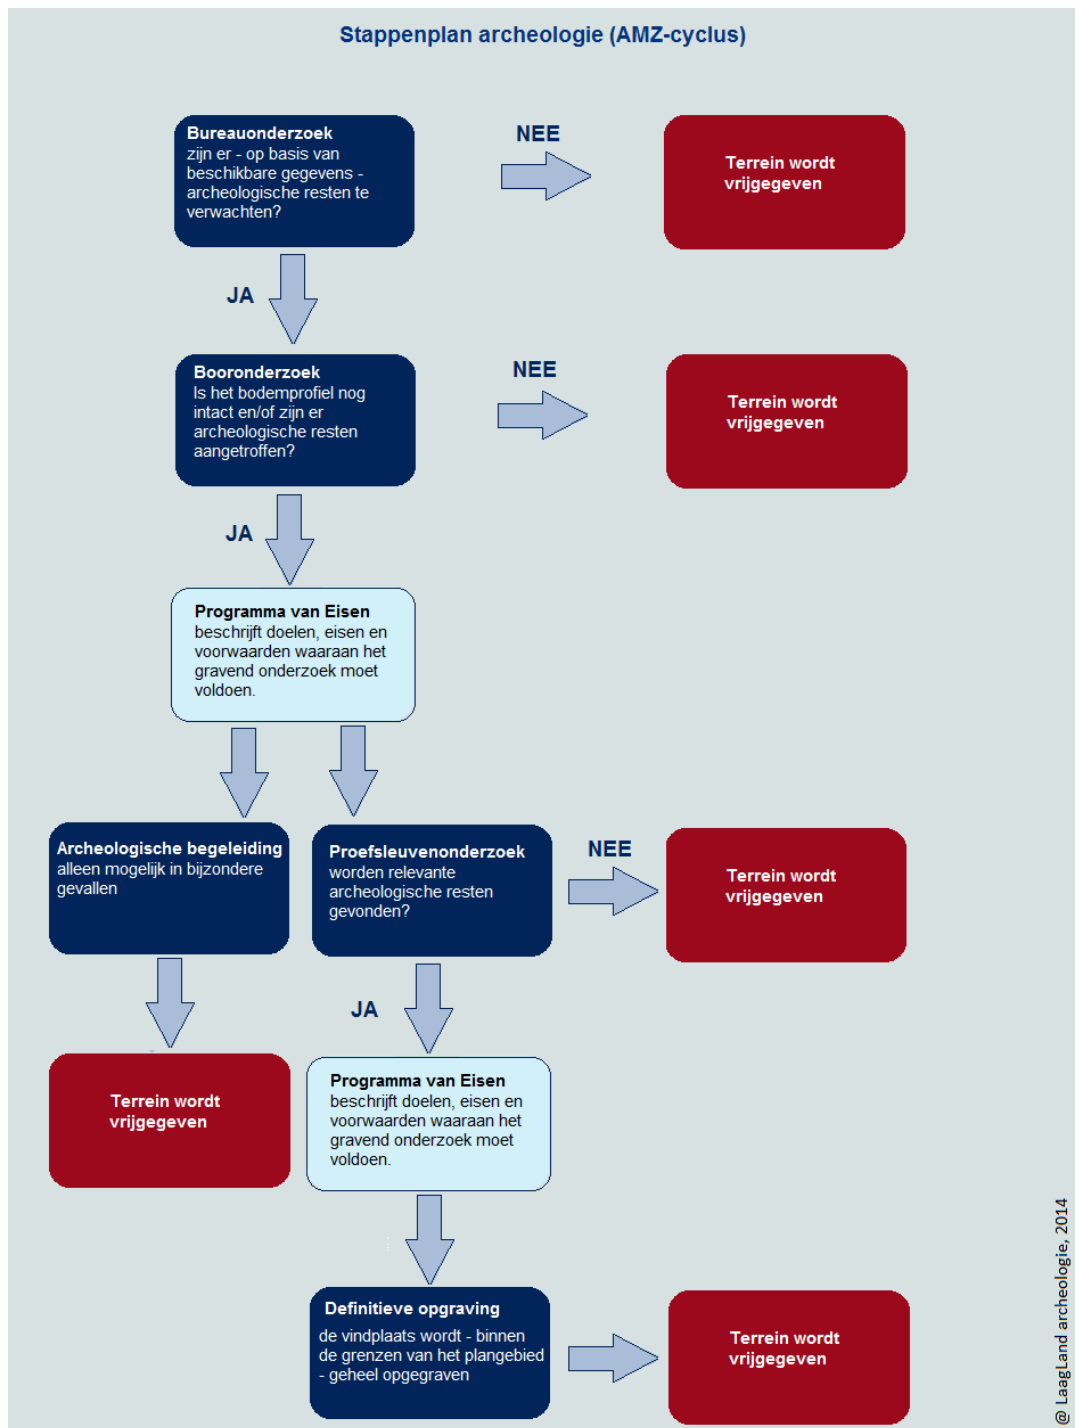 Stappenplan archeologie (AMZ-cyclus)
Bureauonderzoek
zijn er - op basis van
beschikbare gegevens -
archeologische resten te
verwachten?
NEE
Terrein wordt
vrijgegeven
JA
Booronderzoek
Is het bodemprofiel nog
intact en/of zijn er
archeologische resten
aangetroffen?
NEE
Terrein wordt
vrijgegeven
JA
Programma van Eisen
beschrijft doelen, eisen en
voorwaarden waaraan het
gravend onderzoek moet
voldoen.
Archeologische begeleiding
alleen mogelijk in bijzondere
gevallen
Proefsleuvenonderzoek
worden relevante
archeologische resten
gevonden?
NEE
Terrein wordt
vrijgegeven
JA
Terrein wordt
vrijgegeven
Programma van Eisen
beschrijft doelen, eisen en
voorwaarden waaraan het
gravend onderzoek moet
voldoen.
Definitieve opgraving
de vindplaats wordt - binnen
de grenzen van het plangebied
- geheel opgegraven
Terrein wordt
vrijgegeven
@ LaagLand archeologie, 2014